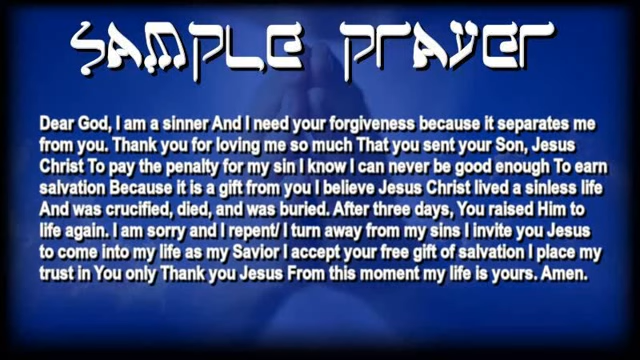 SAMPLE PRAYER
Dear God, I am a sinner And I need your forgiveness because it separates me
from you. Thank you for loving me so much That you sent your Son, Jesus
Christ To pay the penalty for my sin I know I can never be good enough To earn
salvation Because it is a gift from you I believe Jesus Christ lived a sinless life
And was crucified, died, and was buried. After three days, You raised Him to
life again. I am sorry and I repent/ I turn away from my sins I invite you Jesus
to come into my life as my Savior I accept your free gift of salvation I place my
trust in You only Thank you Jesus From this moment my life is yours. Amen.